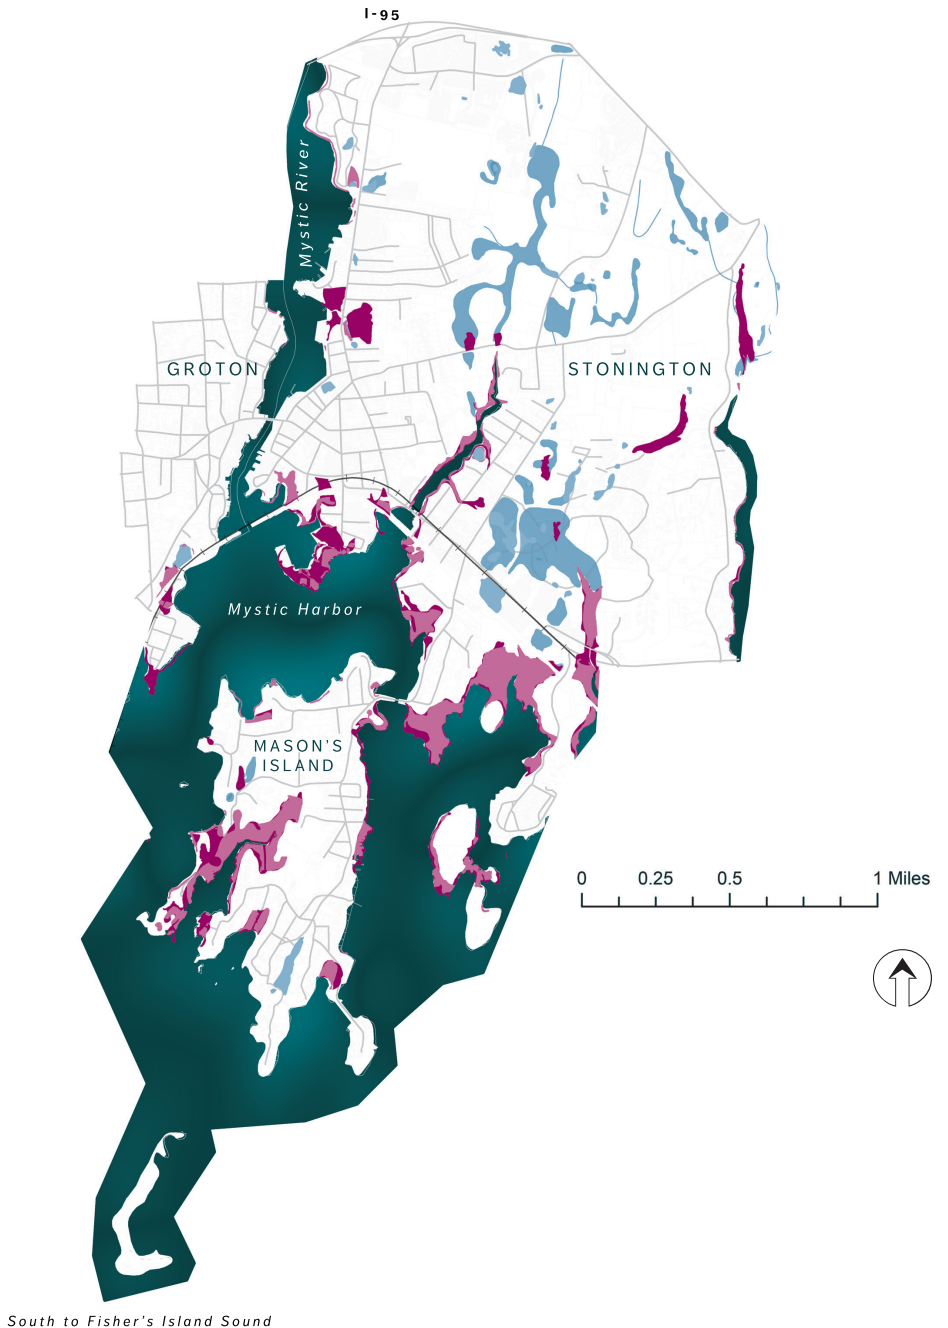 I-95
Mystic River
GROTON
STONINGTON
Mystic Harbor
MASON'S
ISLAND
0 0.25 0.5 1 Miles
South to Fisher's Island Sound